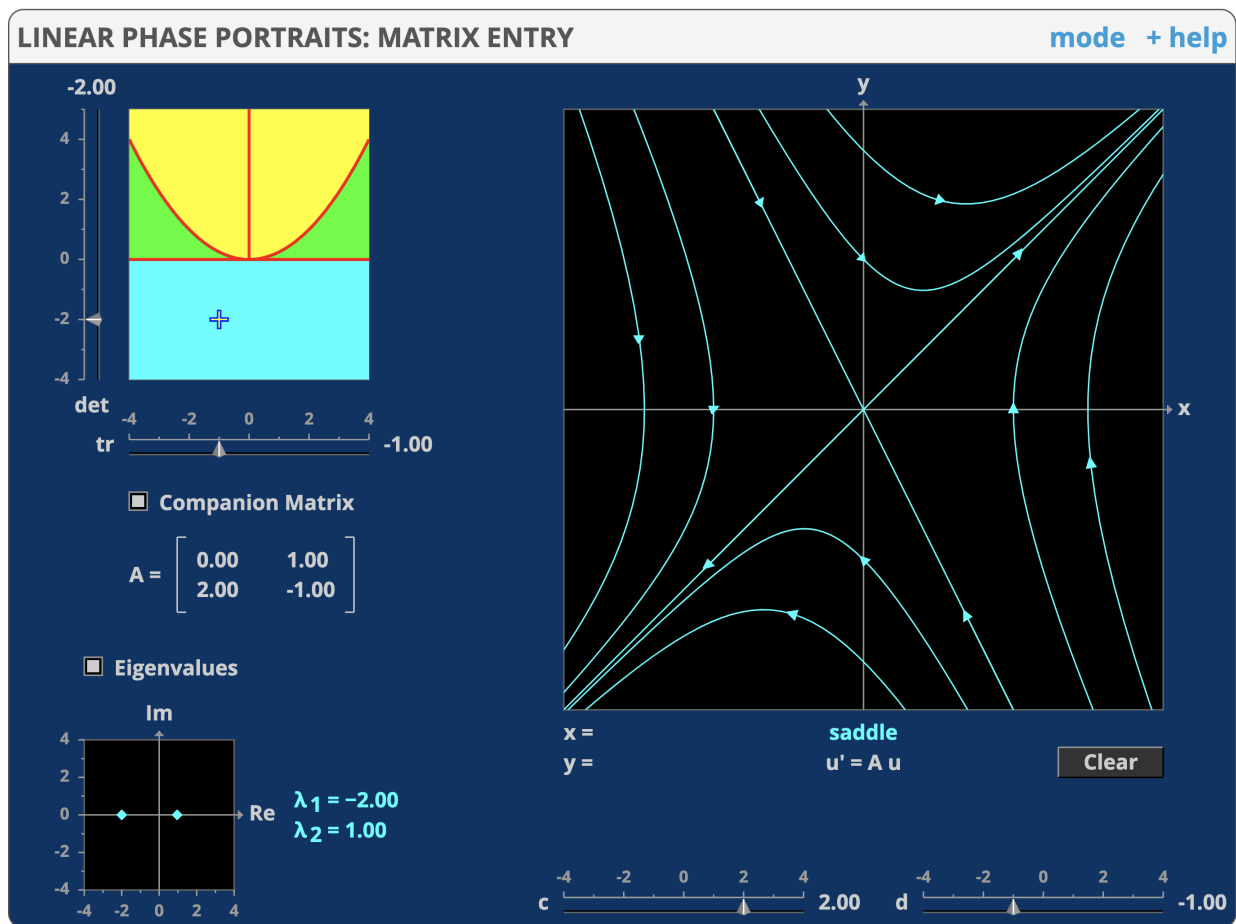 LINEAR PHASE PORTRAITS: MATRIX ENTRY
mode + help
-2.00
4
2
0
-2
-4
det
-4 -2 0 2 4
tr
-1.00
Companion Matrix
A =
0.00 1.00
2.00 -1.00
Eigenvalues
Im
4
2
0
-2
-4
-4 -2 0 2 4
Re
λ1 = −2.00
λ2 = 1.00
y
x
x =
saddle
y =
u' = A u
Clear
-4 -2 0 2 4
c
2.00
-4 -2 0 2 4
d
-1.00